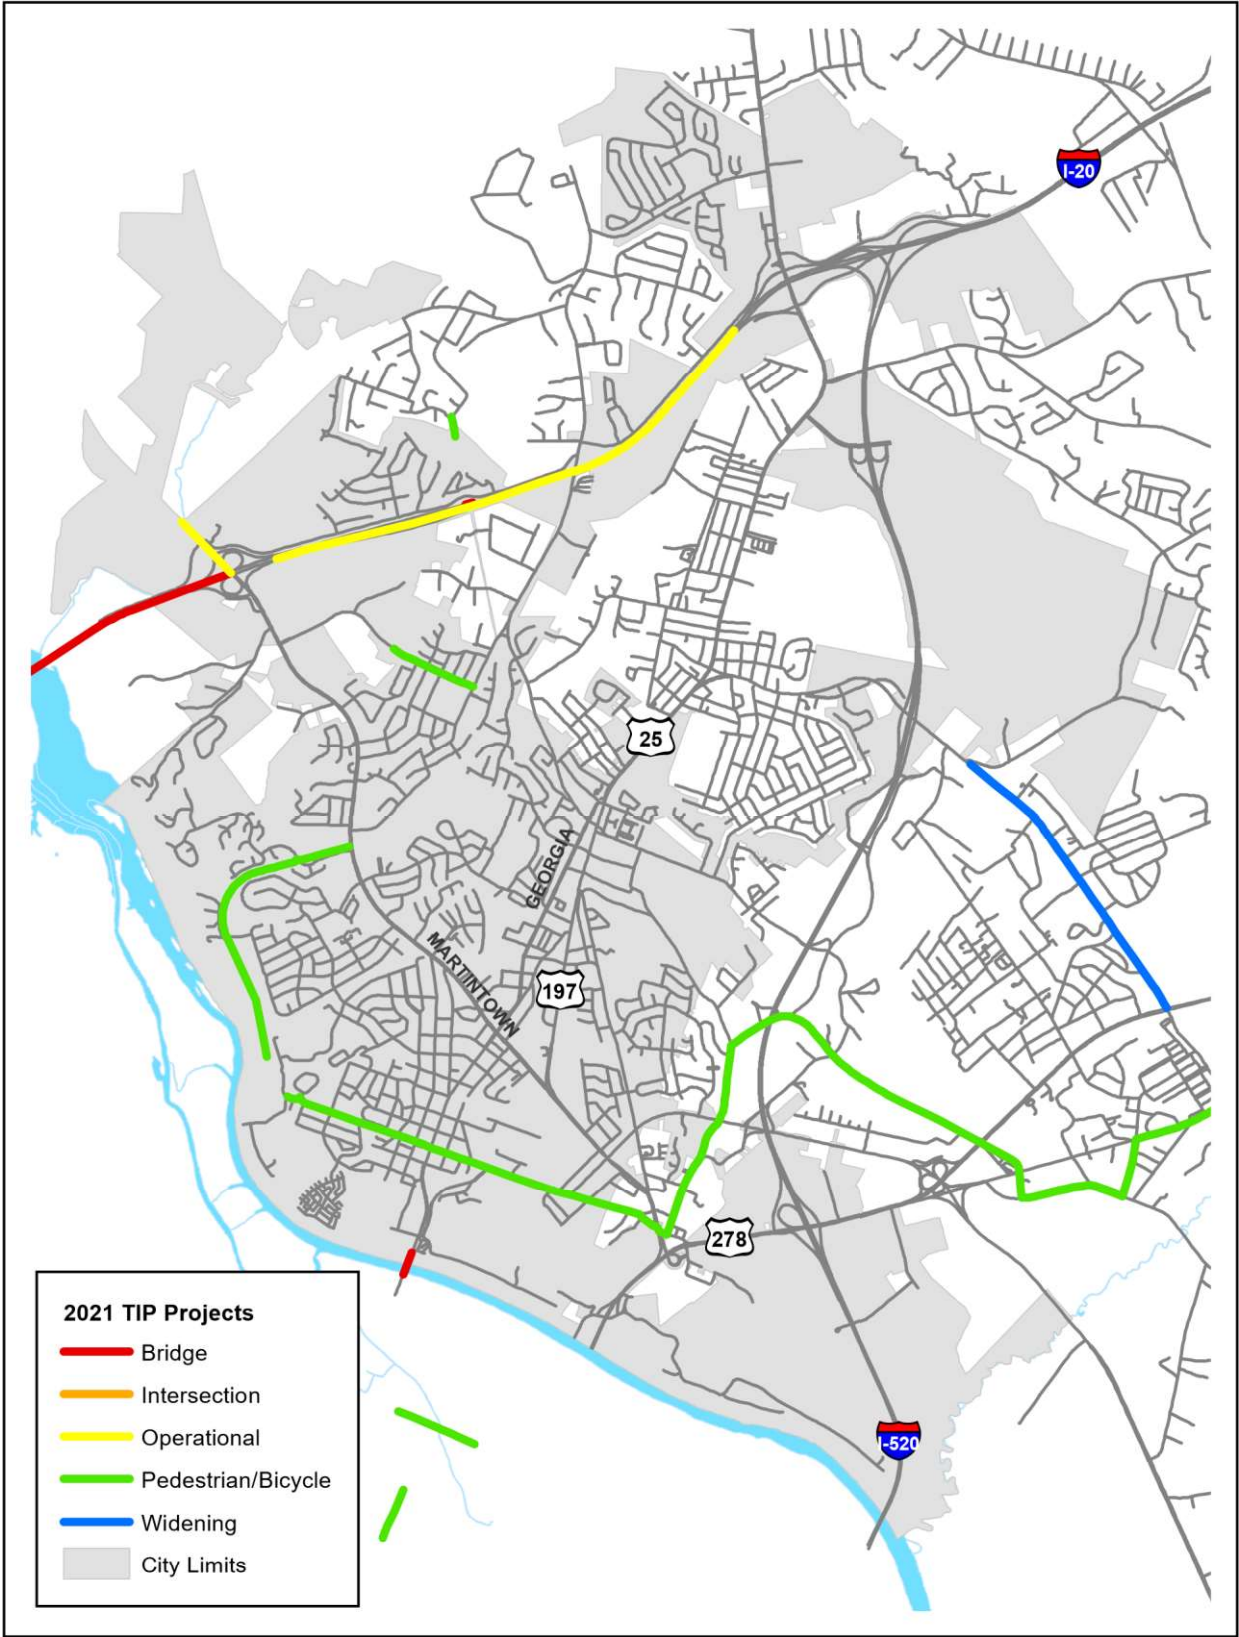 I-20
25
GEORGIA
MARTINTOWN
197
278
I-520
2021 TIP Projects
Bridge
Intersection
Operational
Pedestrian/Bicycle
Widening
City Limits